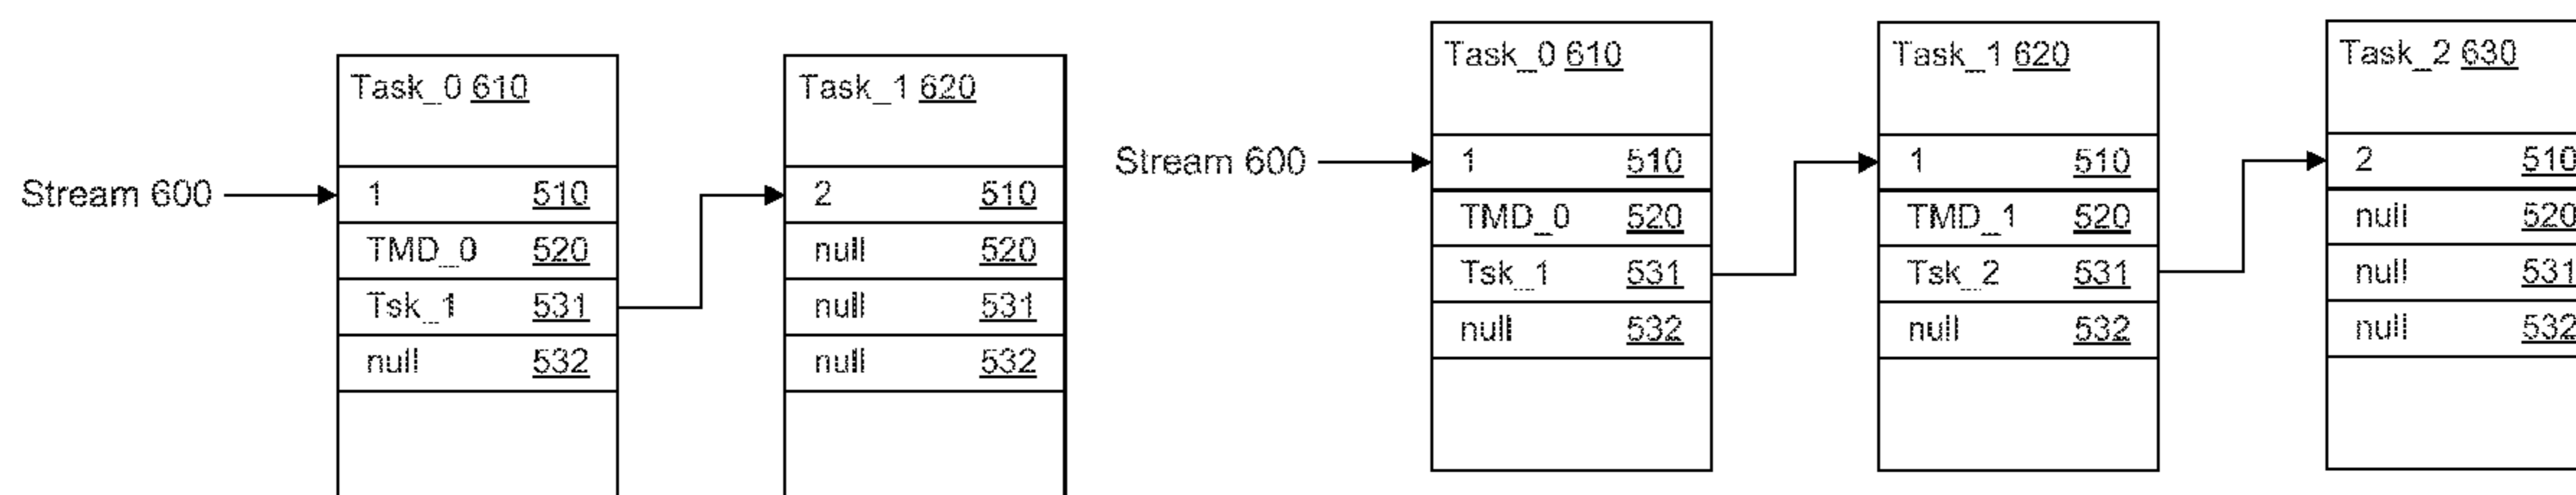 Task_0 610
Task_1 620
Stream 600
1 510
2 510
TMD_0 520
null 520
Tsk_1 531
null 531
null 532
null 532
Task_0 610
Task_1 620
Task_2 630
Stream 600
1 510
1 510
2 510
TMD_0 520
TMD_1 520
null 520
Tsk_1 531
Tsk_2 531
null 531
null 532
null 532
null 532